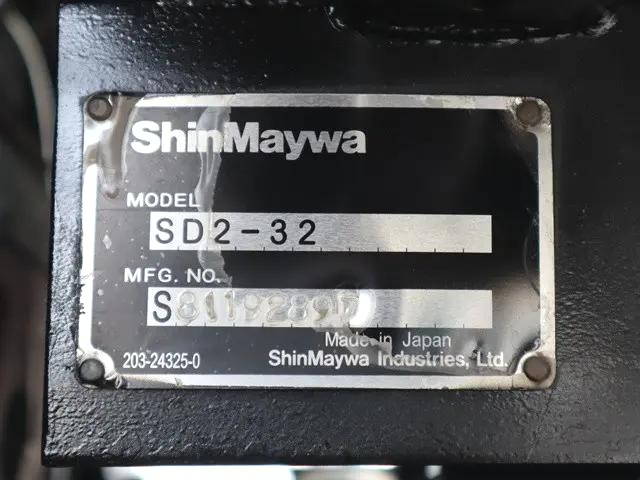 ShinMaywa
MODEL
SD2-32
MFG. NO.
Made in Japan
203-24325-0
ShinMaywa Industries, Ltd.